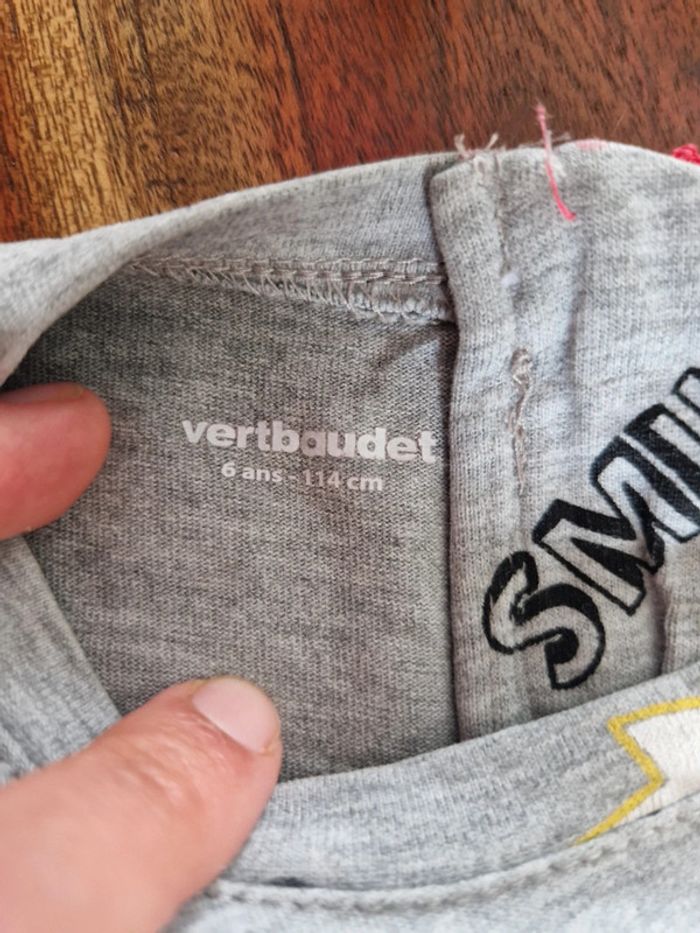 vertbaudet
6 ans - 114 cm